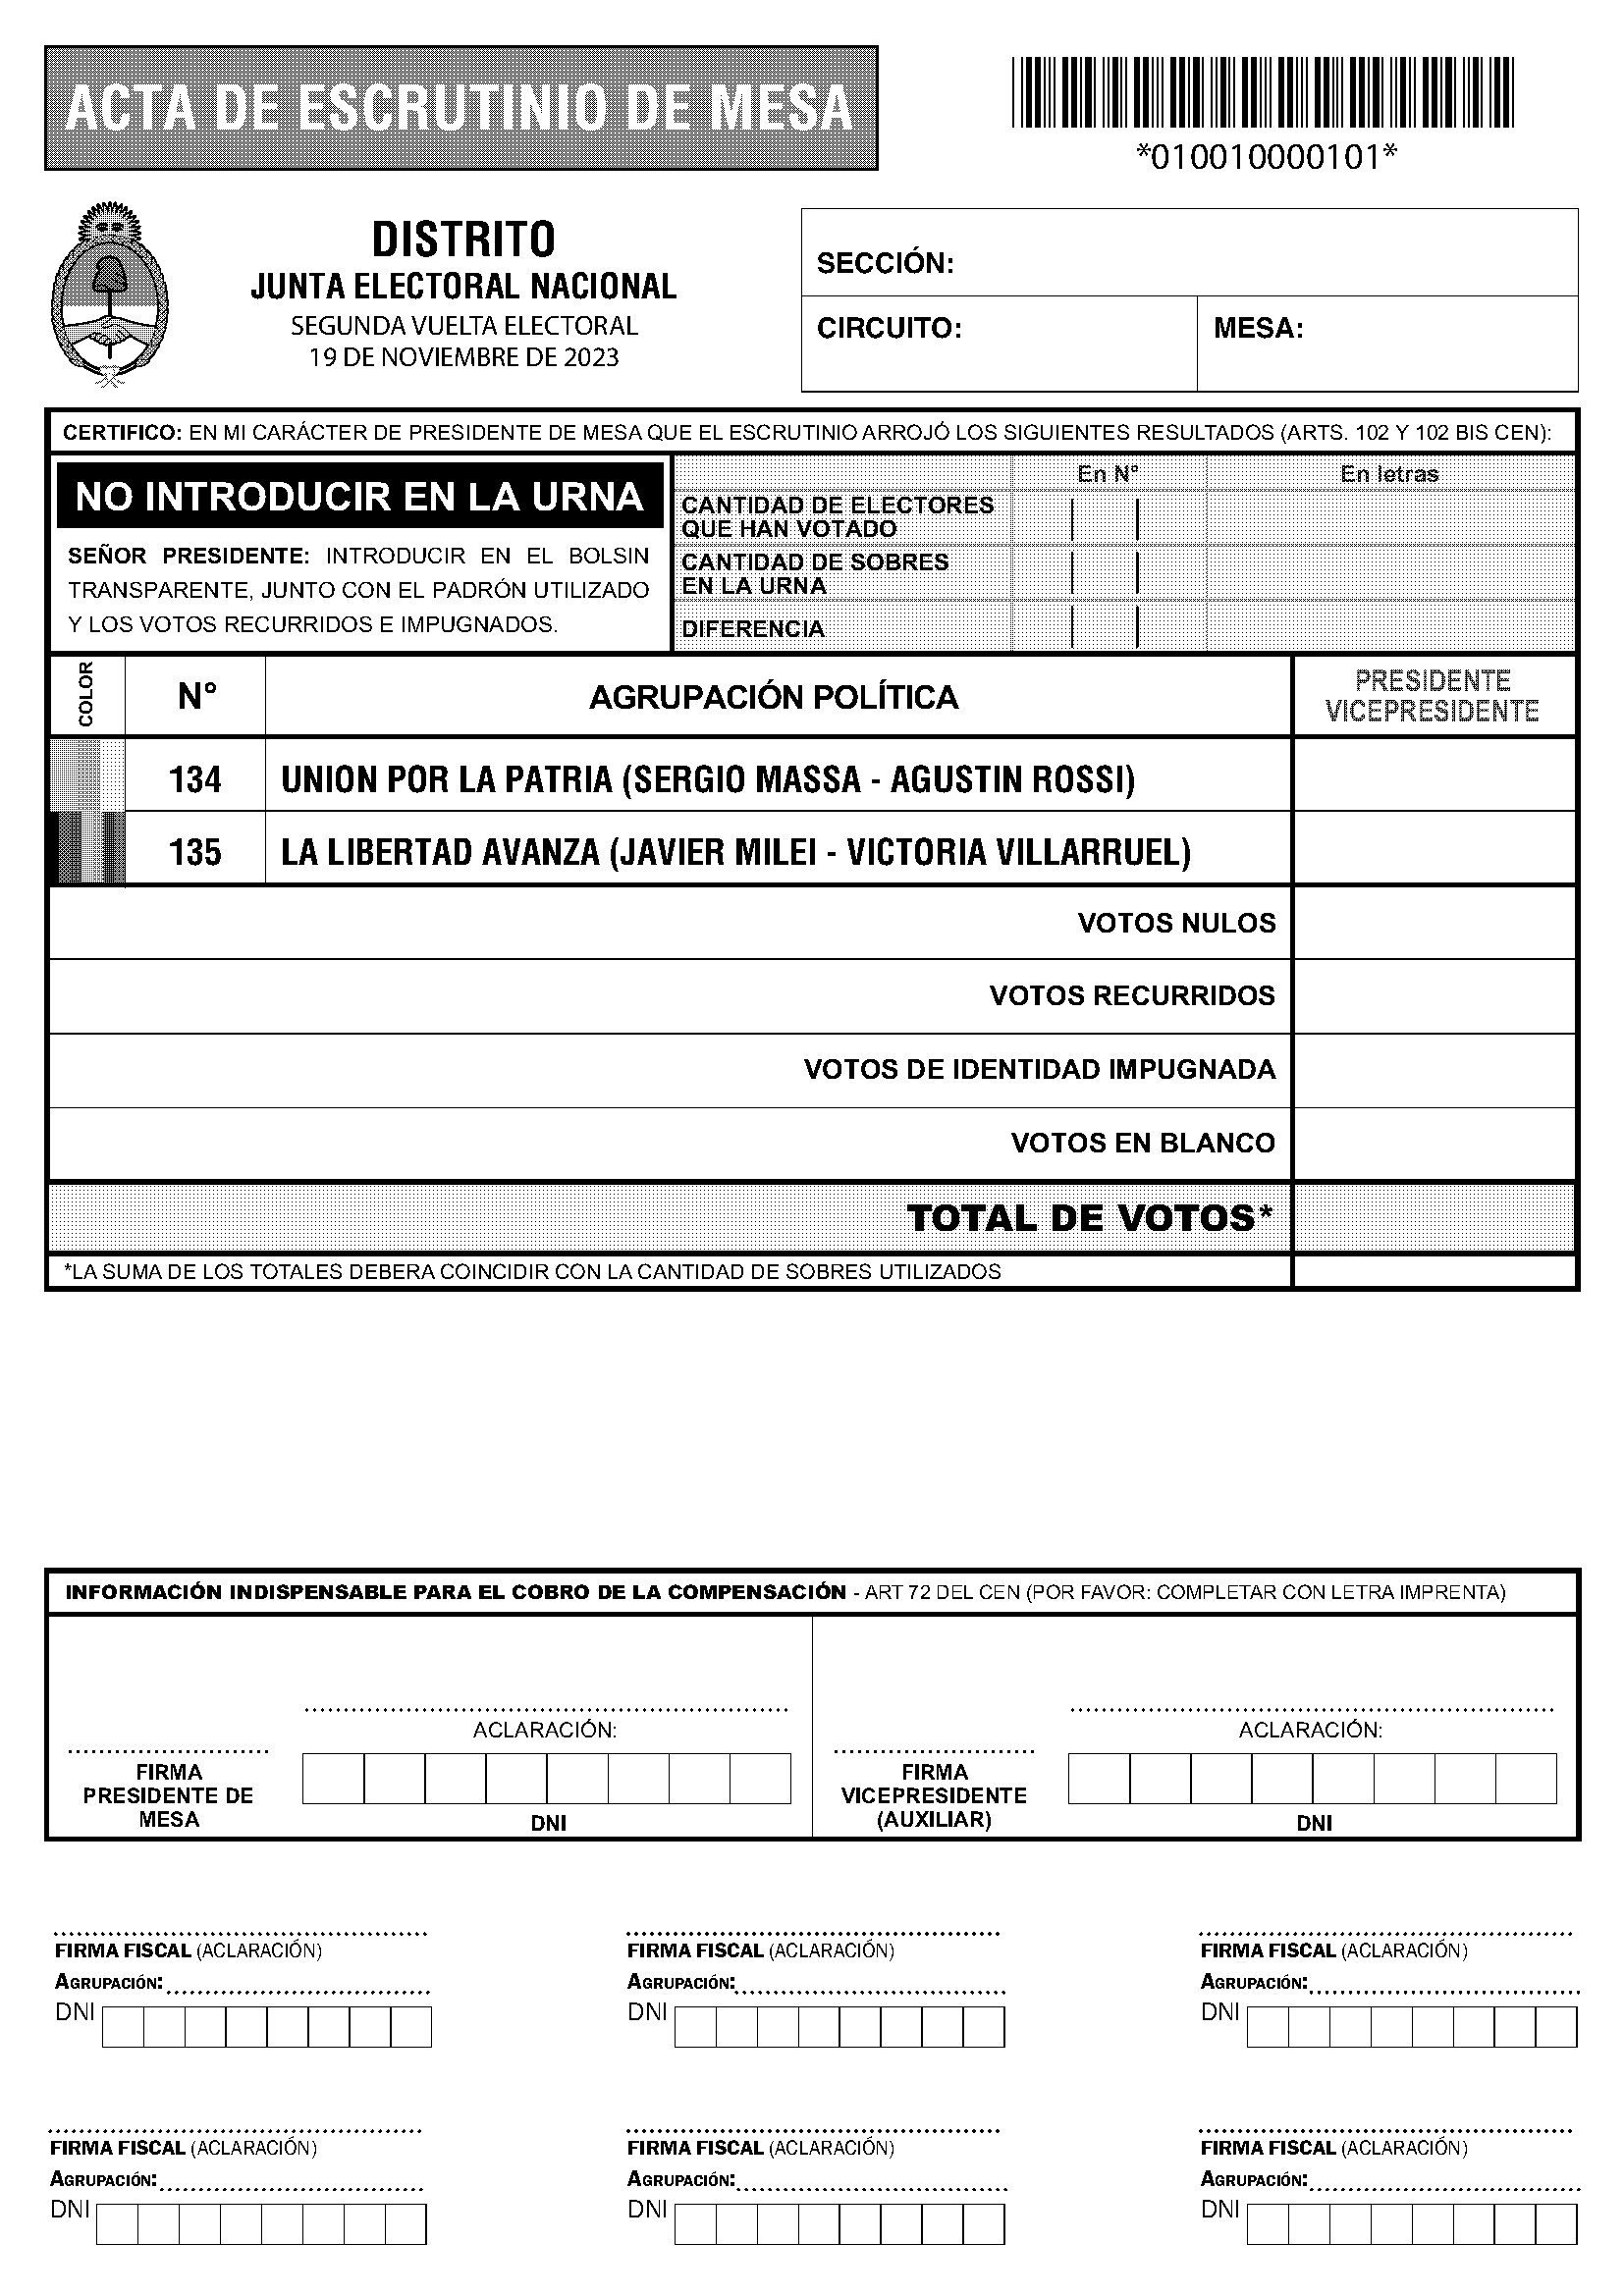 ACTA DE ESCRUTINIO DE MESA
*010010000101*
DISTRITO
JUNTA ELECTORAL NACIONAL
SEGUNDA VUELTA ELECTORAL
19 DE NOVIEMBRE DE 2023
SECCIÓN:
CIRCUITO:
MESA:
CERTIFICO: EN MI CARÁCTER DE PRESIDENTE DE MESA QUE EL ESCRUTINIO ARROJÓ LOS SIGUIENTES RESULTADOS (ARTS. 102 Y 102 BIS CEN):
NO INTRODUCIR EN LA URNA
SEÑOR PRESIDENTE: INTRODUCIR EN EL BOLSIN
TRANSPARENTE, JUNTO CON EL PADRÓN UTILIZADO
Y LOS VOTOS RECURRIDOS E IMPUGNADOS.
En N°
En letras
CANTIDAD DE ELECTORES
QUE HAN VOTADO
CANTIDAD DE SOBRES
EN LA URNA
DIFERENCIA
COLOR
N°
AGRUPACIÓN POLÍTICA
PRESIDENTE
VICEPRESIDENTE
134
UNION POR LA PATRIA (SERGIO MASSA - AGUSTIN ROSSI)
135
LA LIBERTAD AVANZA (JAVIER MILEI - VICTORIA VILLARRUEL)
VOTOS NULOS
VOTOS RECURRIDOS
VOTOS DE IDENTIDAD IMPUGNADA
VOTOS EN BLANCO
TOTAL DE VOTOS*
*LA SUMA DE LOS TOTALES DEBERA COINCIDIR CON LA CANTIDAD DE SOBRES UTILIZADOS
INFORMACIÓN INDISPENSABLE PARA EL COBRO DE LA COMPENSACIÓN - ART 72 DEL CEN (POR FAVOR: COMPLETAR CON LETRA IMPRENTA)
ACLARACIÓN:
FIRMA
PRESIDENTE DE
MESA
DNI
ACLARACIÓN:
FIRMA
VICEPRESIDENTE
(AUXILIAR)
DNI
FIRMA FISCAL (ACLARACIÓN)
AGRUPACIÓN:
DNI
FIRMA FISCAL (ACLARACIÓN)
AGRUPACIÓN:
DNI
FIRMA FISCAL (ACLARACIÓN)
AGRUPACIÓN:
DNI
FIRMA FISCAL (ACLARACIÓN)
AGRUPACIÓN:
DNI
FIRMA FISCAL (ACLARACIÓN)
AGRUPACIÓN:
DNI
FIRMA FISCAL (ACLARACIÓN)
AGRUPACIÓN:
DNI